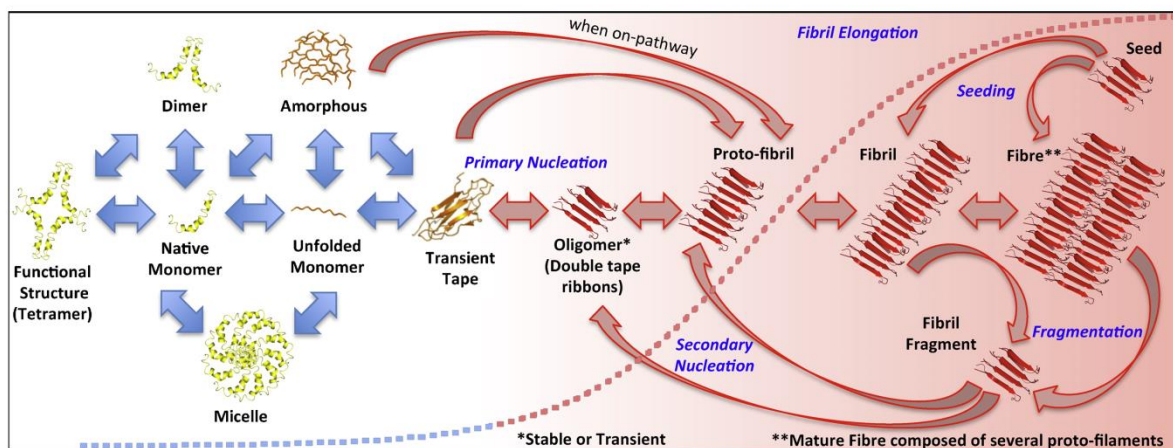 when on-pathway
Fibril Elongation
Seed
Dimer
Amorphous
Seeding
Primary Nucleation
Proto-fibril
Fibril
Fibre**
Functional
Structure
(Tetramer)
Native
Monomer
Unfolded
Monomer
Transient
Tape
Oligomer*
(Double tape
ribbons)
Secondary
Nucleation
Fibril
Fragment
Fragmentation
Micelle
*Stable or Transient
**Mature Fibre composed of several proto-filaments